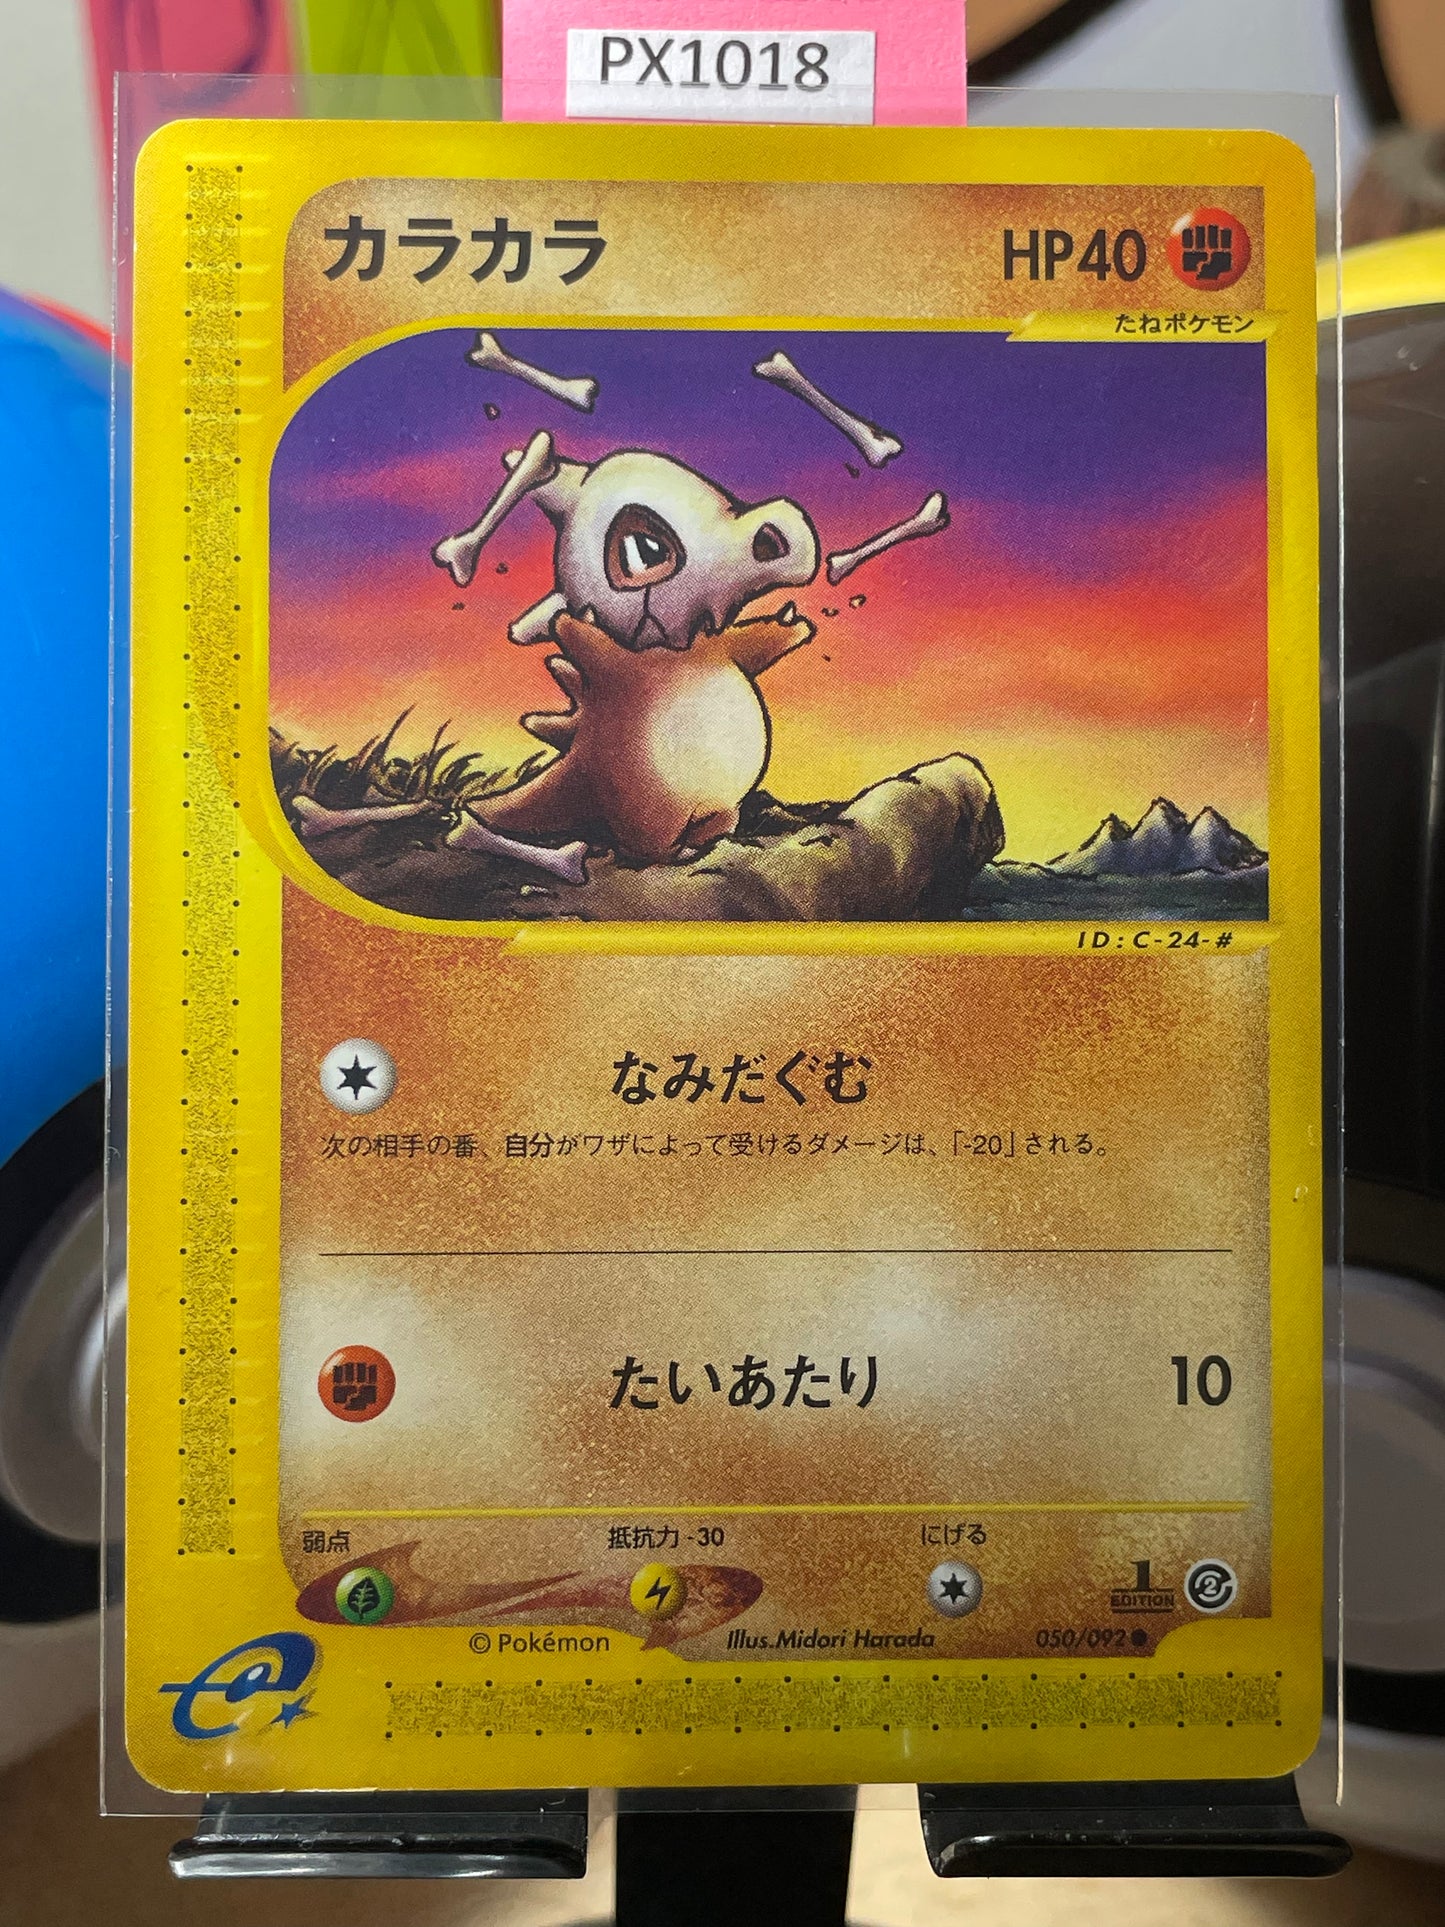 PX1018
カラカラ HP40
たねポケモン
ID:C-24-#
なみだぐむ
次の相手の番、自分がワザによって受けるダメージは、「-20」される。
たいあたり 10
弱点 抵抗力 -30 にげる
1 EDITION 2
© Pokémon Illus.Midori Harada 050/092●
e